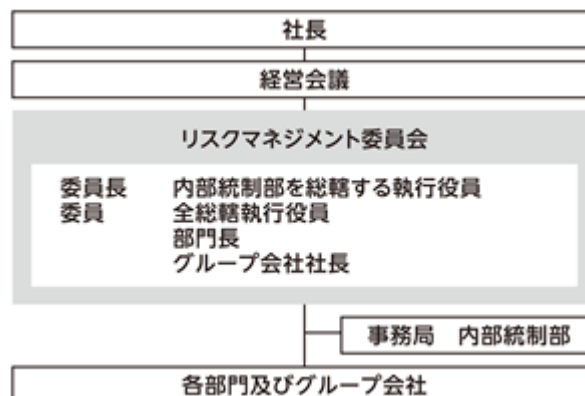 社長
経営会議
リスクマネジメント委員会
委員長 内部統制部を総轄する執行役員
委員 全総轄執行役員
部門長
グループ会社社長
事務局 内部統制部
各部門及びグループ会社